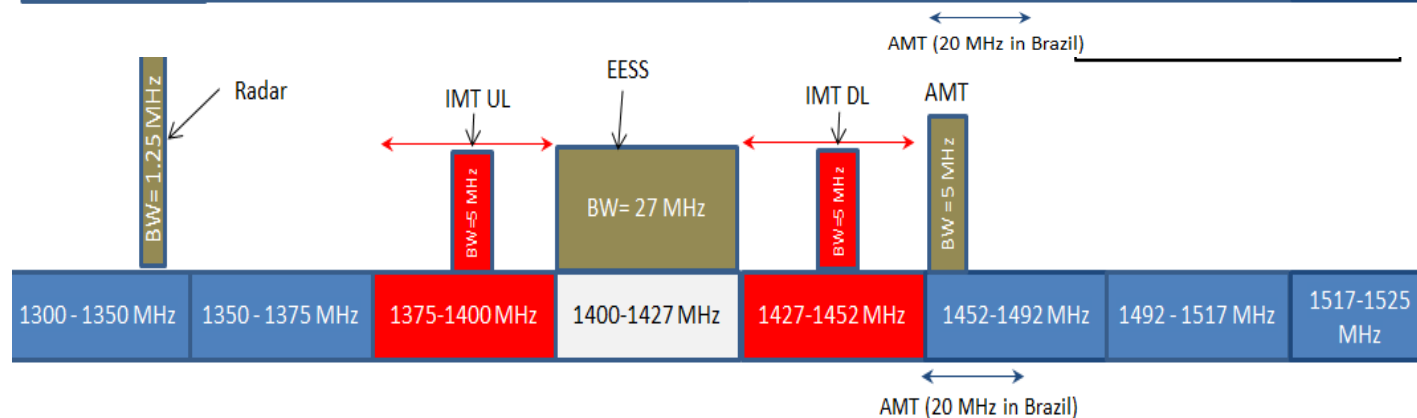 AMT (20 MHz in Brazil)
EESS
Radar
IMT UL
IMT DL
AMT
BW= 1.25 MHz
BW=5 MHz
BW= 27 MHz
BW=5 MHz
BW =5 MHz
1300 - 1350 MHz
1350 - 1375 MHz
1375-1400 MHz
1400-1427 MHz
1427-1452 MHz
1452-1492 MHz
1492 - 1517 MHz
1517-1525
MHz
AMT (20 MHz in Brazil)